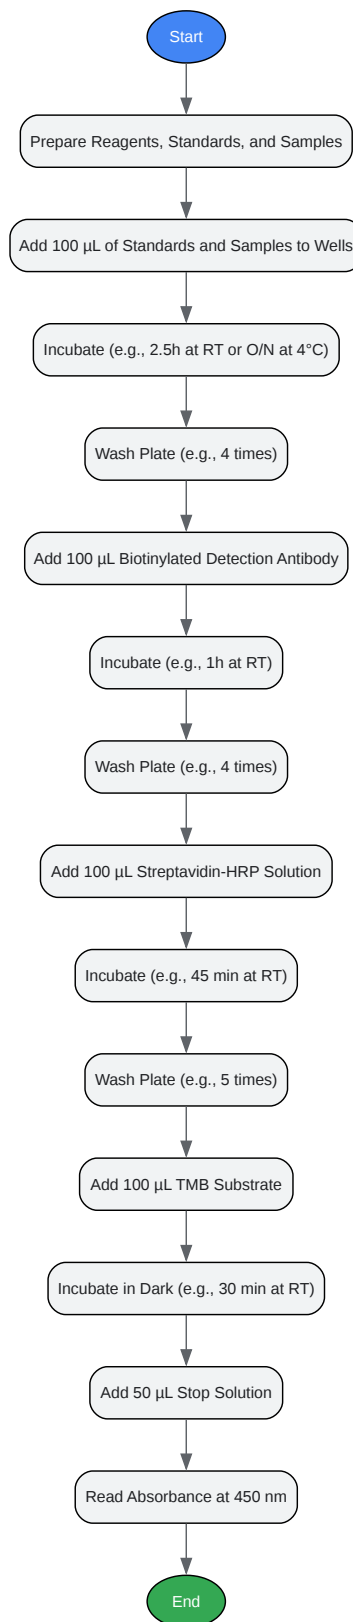 Start
Prepare Reagents, Standards, and Samples
Add 100 µL of Standards and Samples to Wells
Incubate (e.g., 2.5h at RT or O/N at 4°C)
Wash Plate (e.g., 4 times)
Add 100 µL Biotinylated Detection Antibody
Incubate (e.g., 1h at RT)
Wash Plate (e.g., 4 times)
Add 100 µL Streptavidin-HRP Solution
Incubate (e.g., 45 min at RT)
Wash Plate (e.g., 5 times)
Add 100 µL TMB Substrate
Incubate in Dark (e.g., 30 min at RT)
Add 50 µL Stop Solution
Read Absorbance at 450 nm
End